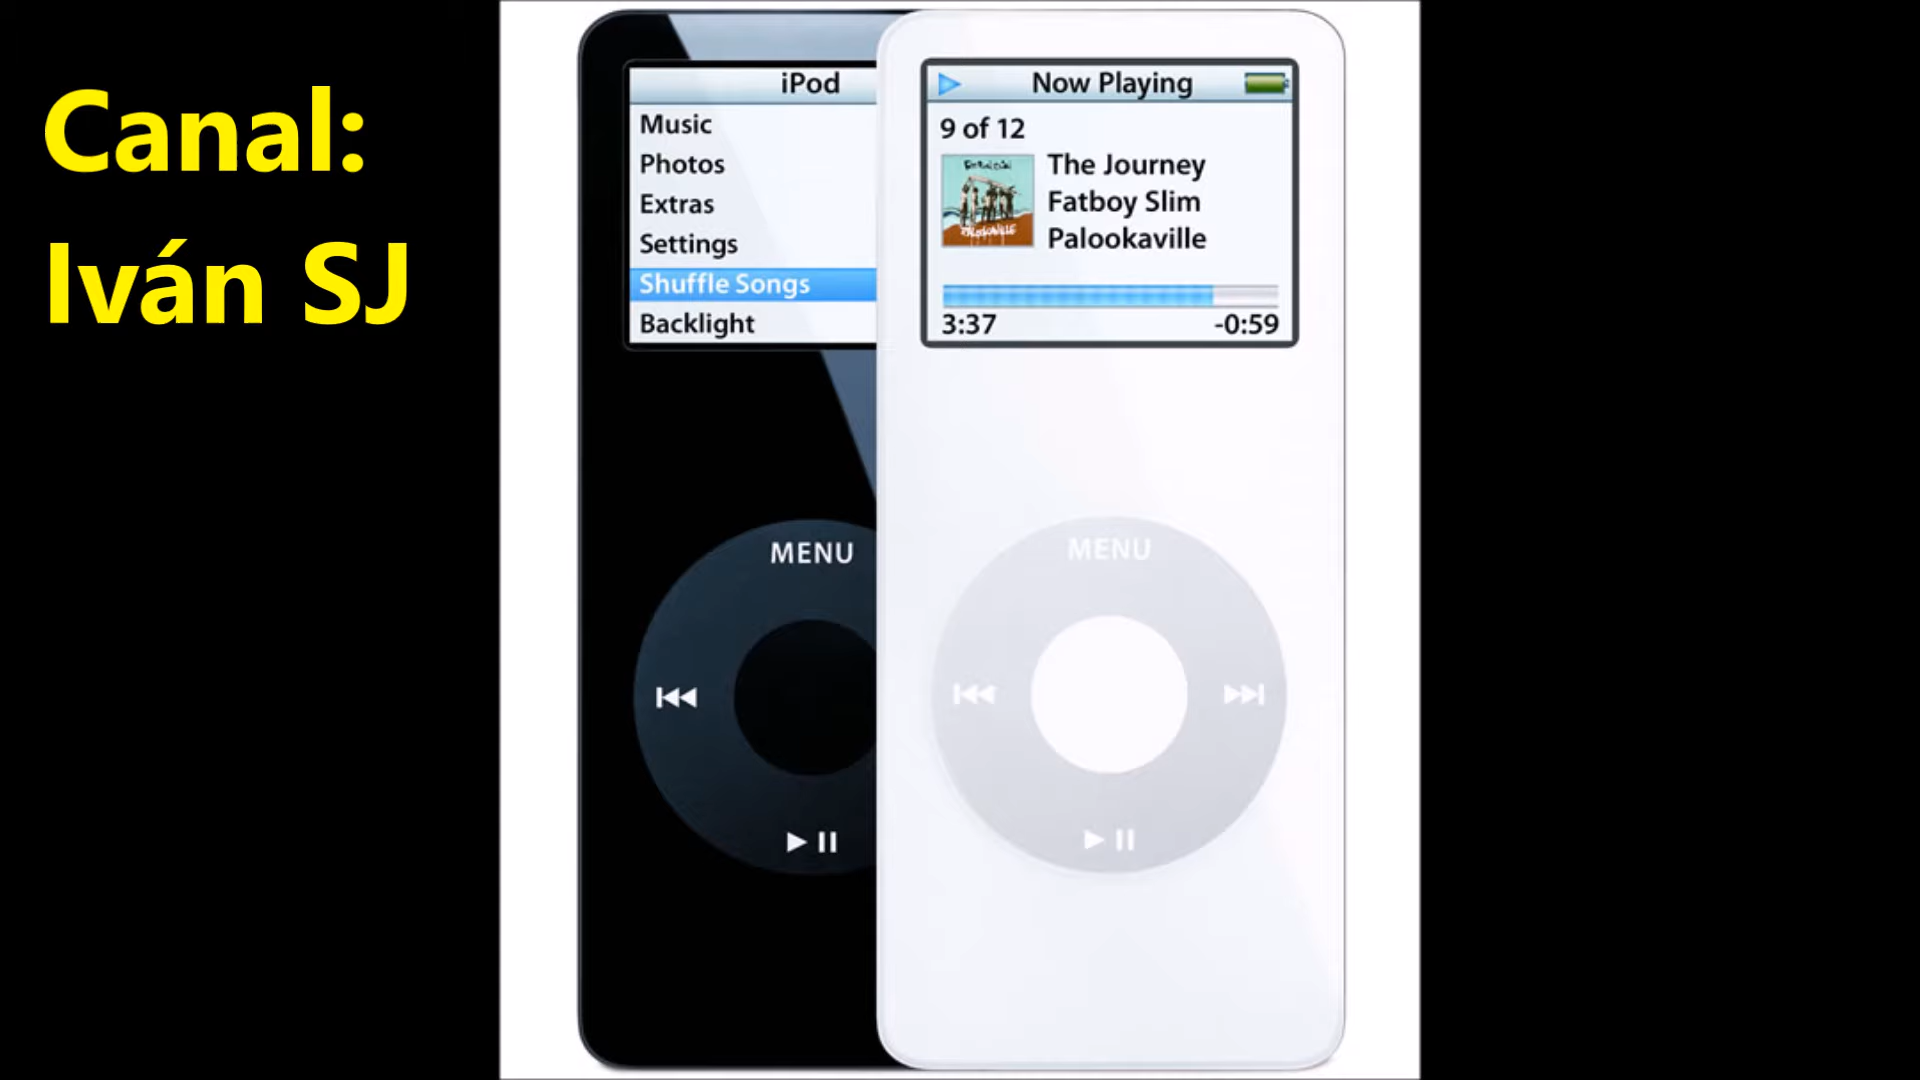 Canal:
Iván SJ
iPod
Music
Photos
Extras
Settings
Shuffle Songs
Backlight
MENU
Now Playing
9 of 12
The Journey
Fatboy Slim
Palookaville
3:37
-0:59
PALOOKAVILLE
MENU